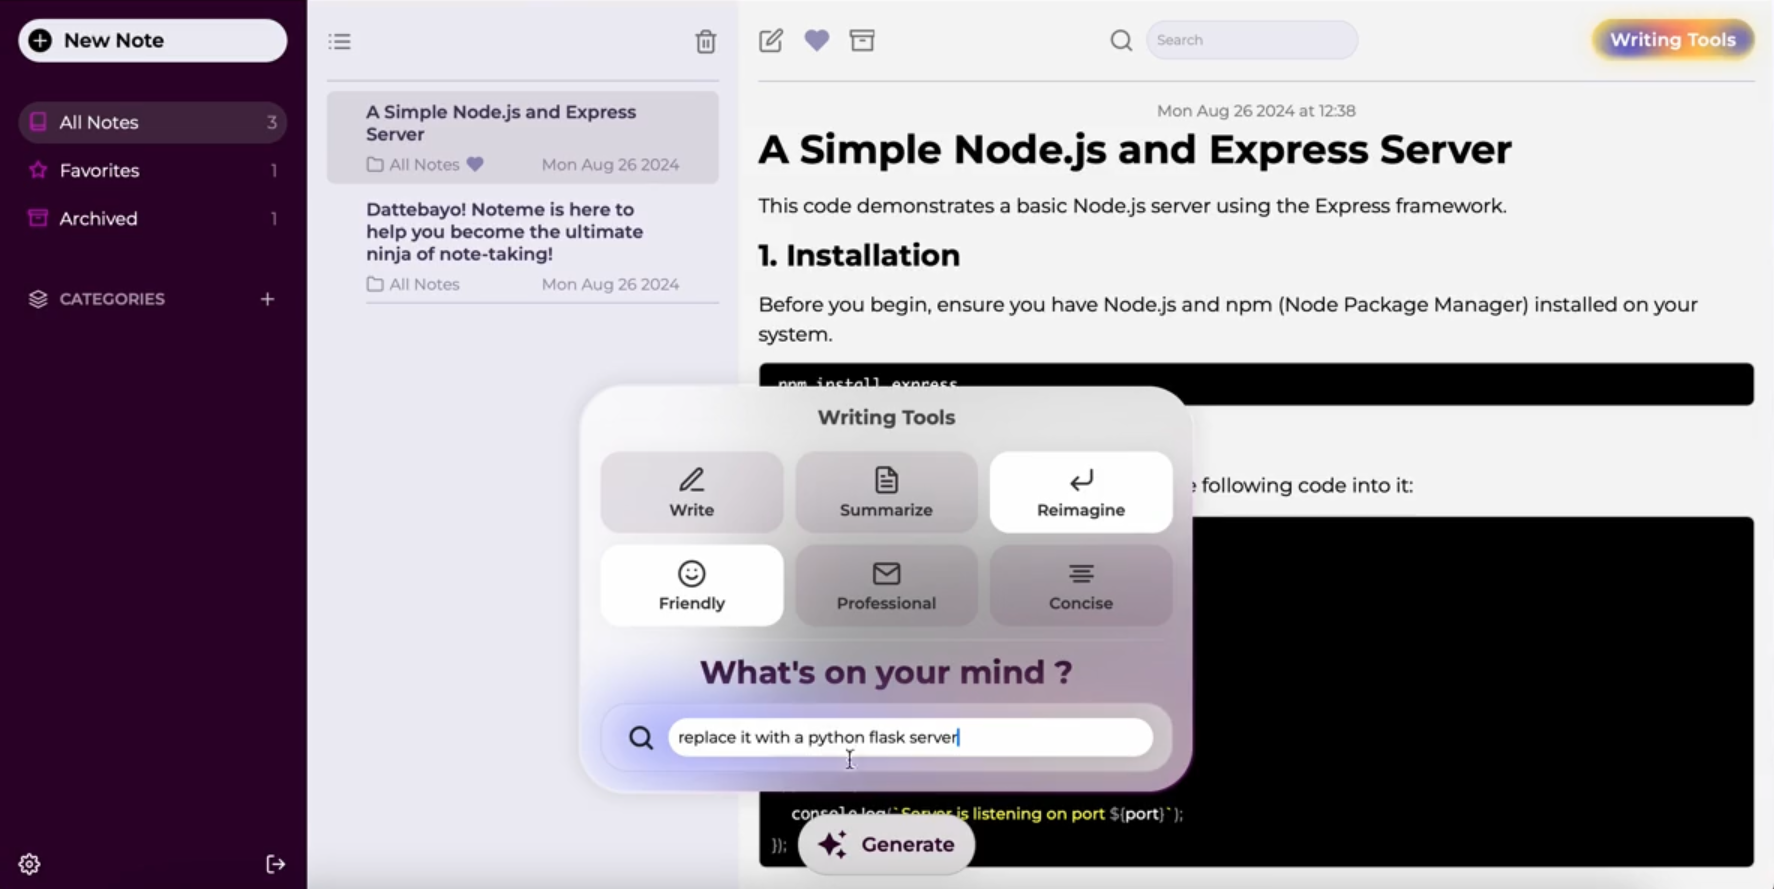 New Note
All Notes 3
Favorites 1
Archived 1
CATEGORIES +
A Simple Node.js and Express
Server
All Notes Mon Aug 26 2024
Dattebayo! Noteme is here to
help you become the ultimate
ninja of note-taking!
All Notes Mon Aug 26 2024
Search
Writing Tools
Mon Aug 26 2024 at 12:38
A Simple Node.js and Express Server
This code demonstrates a basic Node.js server using the Express framework.
1. Installation
Before you begin, ensure you have Node.js and npm (Node Package Manager) installed on your
system.
npm install express
following code into it:
Writing Tools
Write
Summarize
Reimagine
Friendly
Professional
Concise
What's on your mind ?
replace it with a python flask server
console.log(`Server is listening on port ${port}`);
});
Generate